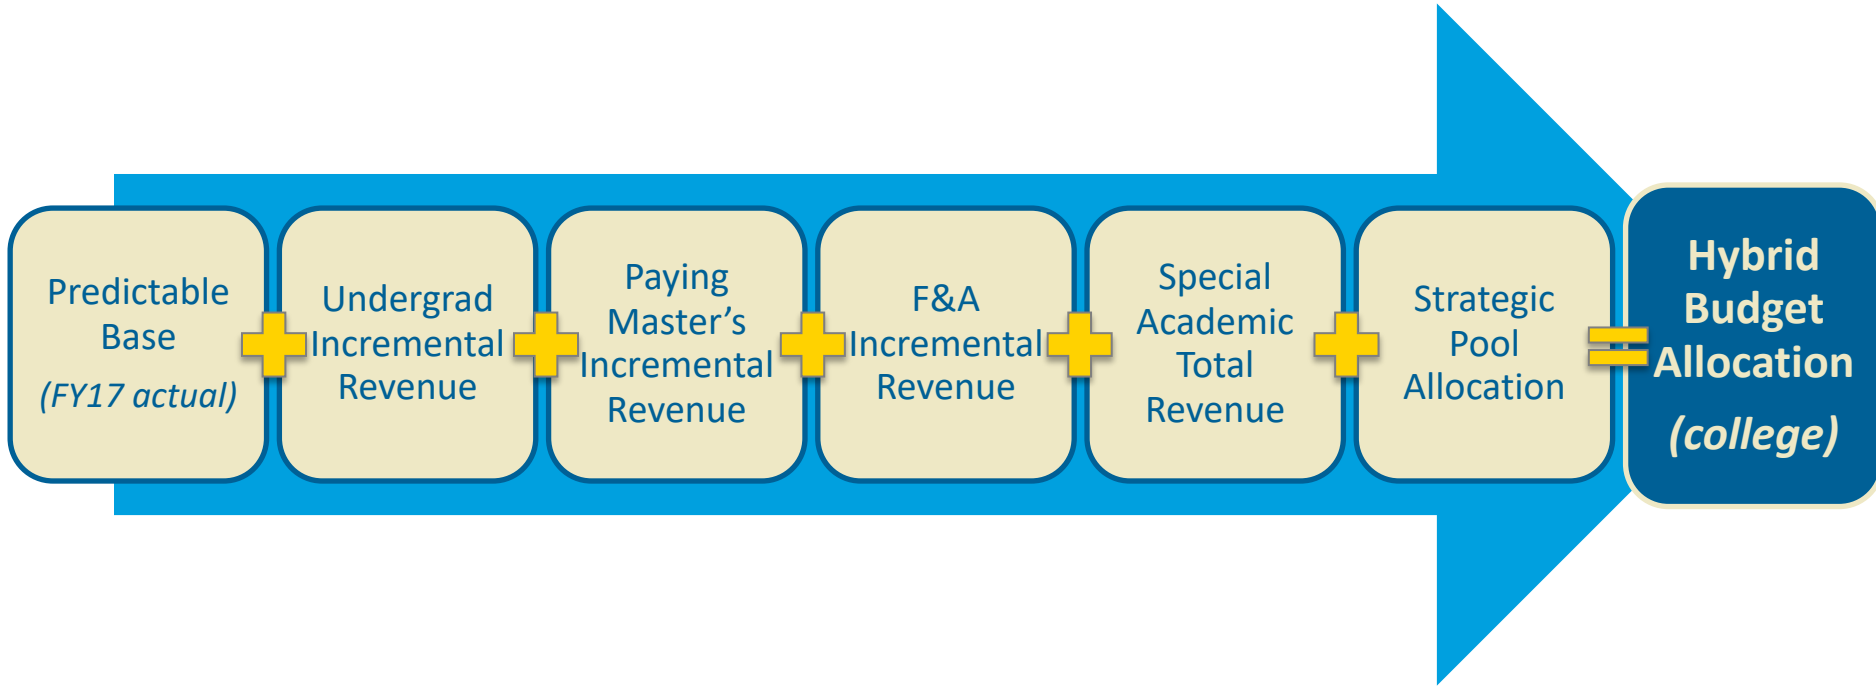 Predictable
Base
(FY17 actual)
Undergrad
Incremental
Revenue
Paying
Master’s
Incremental
Revenue
F&A
Incremental
Revenue
Special
Academic
Total
Revenue
Strategic
Pool
Allocation
Hybrid
Budget
Allocation
(college)